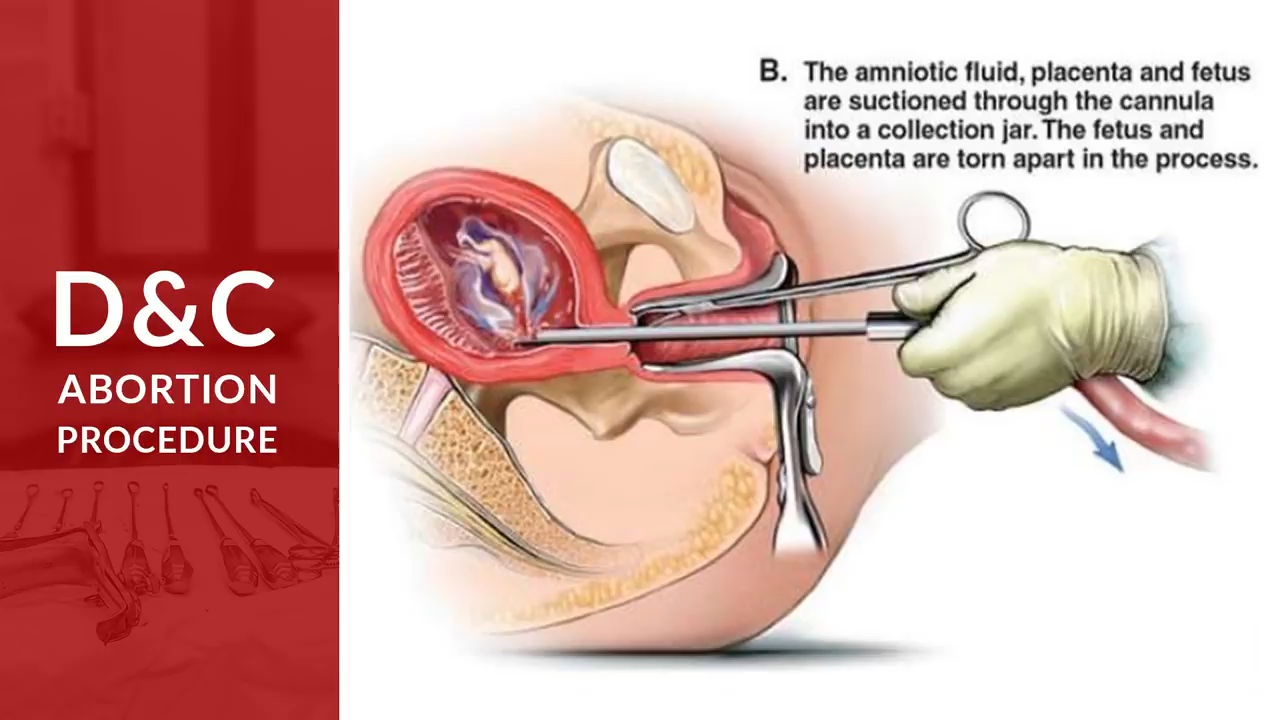 D&C
ABORTION
PROCEDURE
B. The amniotic fluid, placenta and fetus
are suctioned through the cannula
into a collection jar. The fetus and
placenta are torn apart in the process.